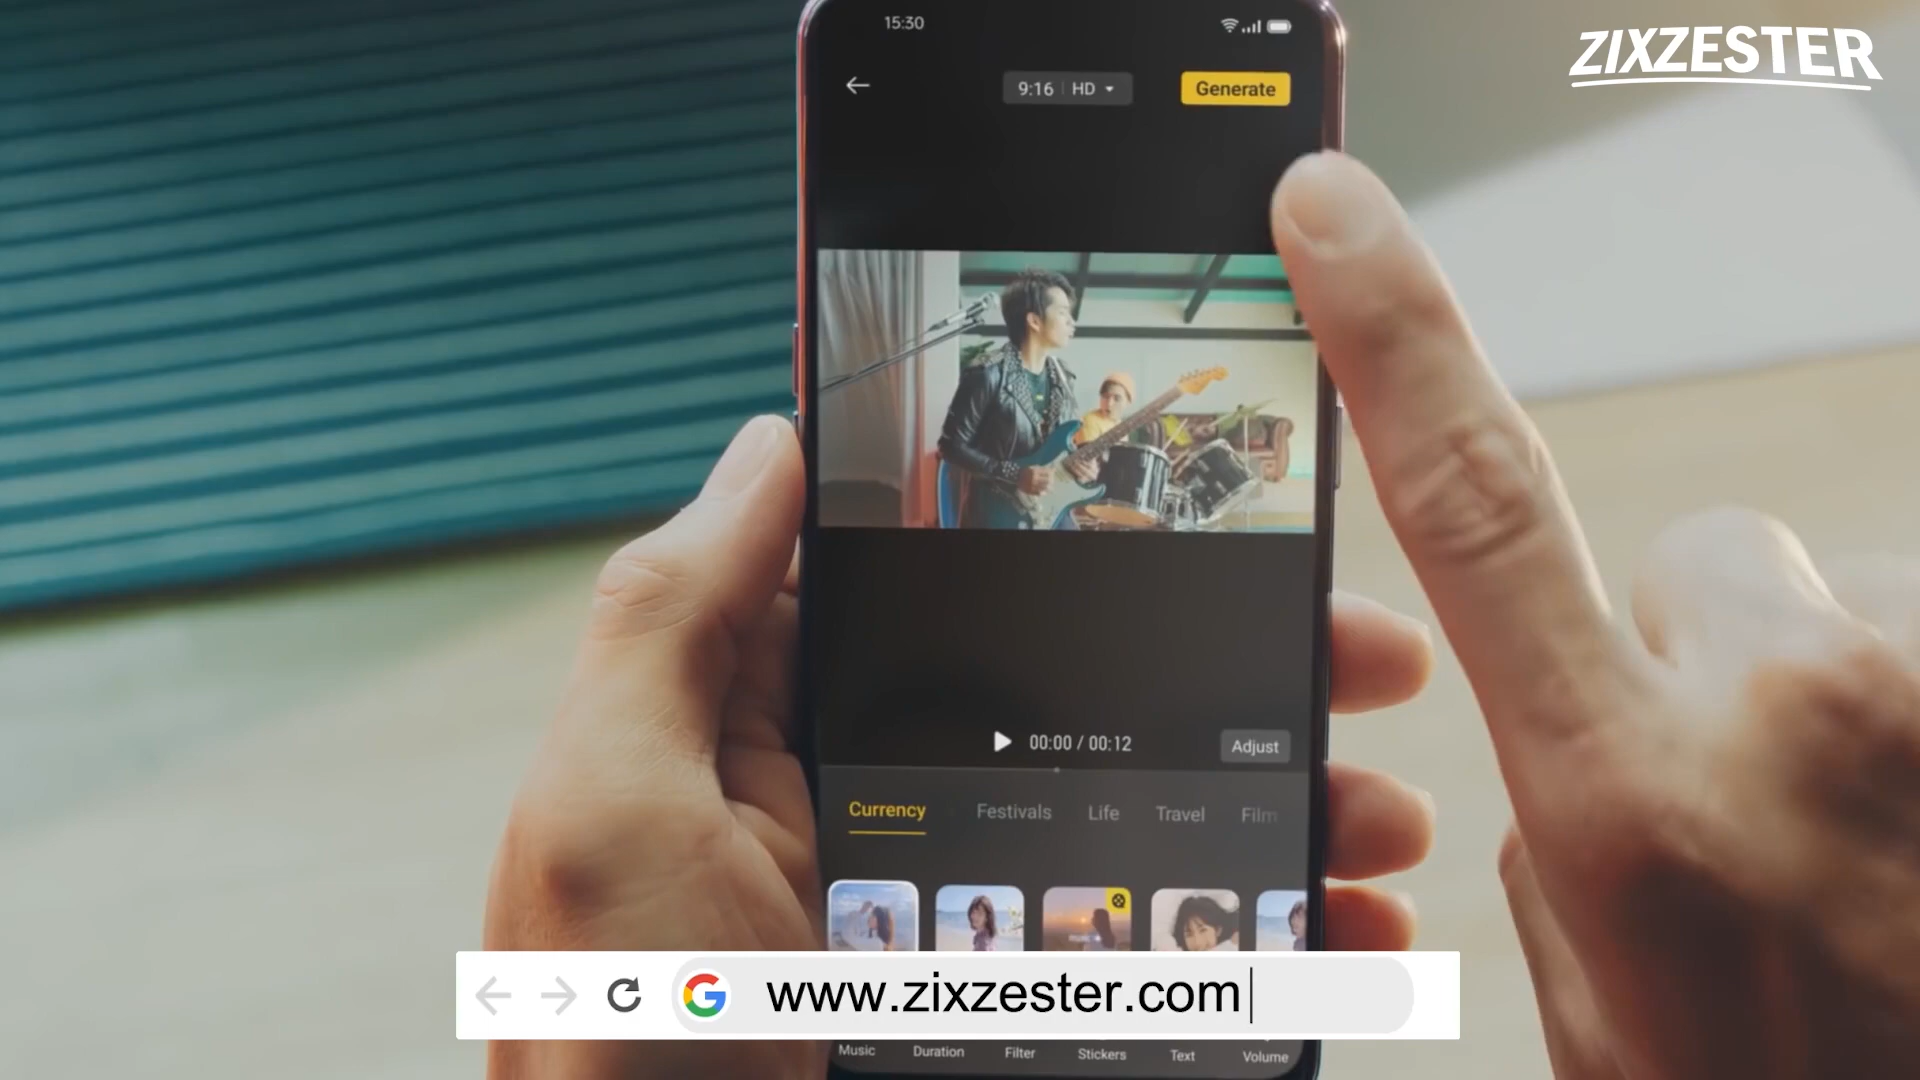 15:30
ZIXZESTER
9:16 HD
Generate
00:00 / 00:12
Adjust
Currency Festivals Life Travel Film
www.zixzester.com
Music Duration Filter Stickers Text Volume